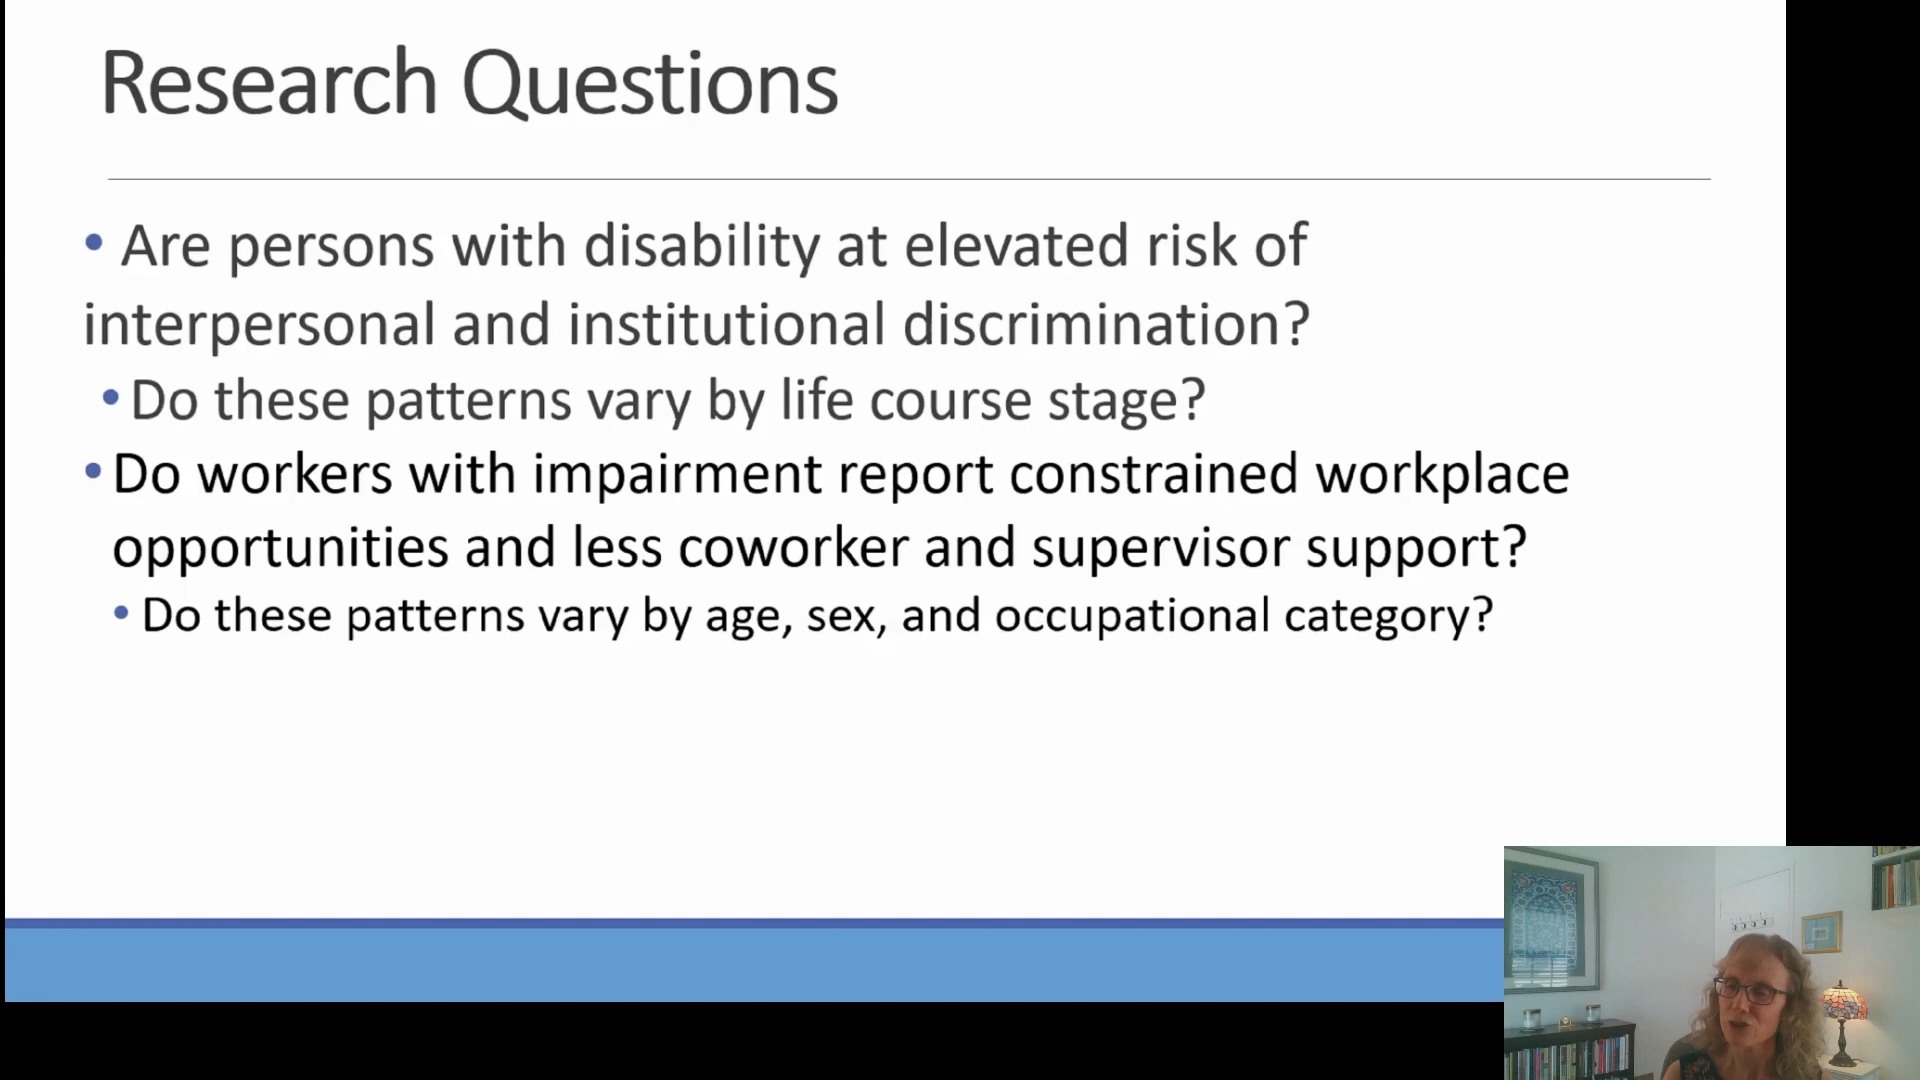 Research Questions
• Are persons with disability at elevated risk of
interpersonal and institutional discrimination?
• Do these patterns vary by life course stage?
• Do workers with impairment report constrained workplace
opportunities and less coworker and supervisor support?
• Do these patterns vary by age, sex, and occupational category?